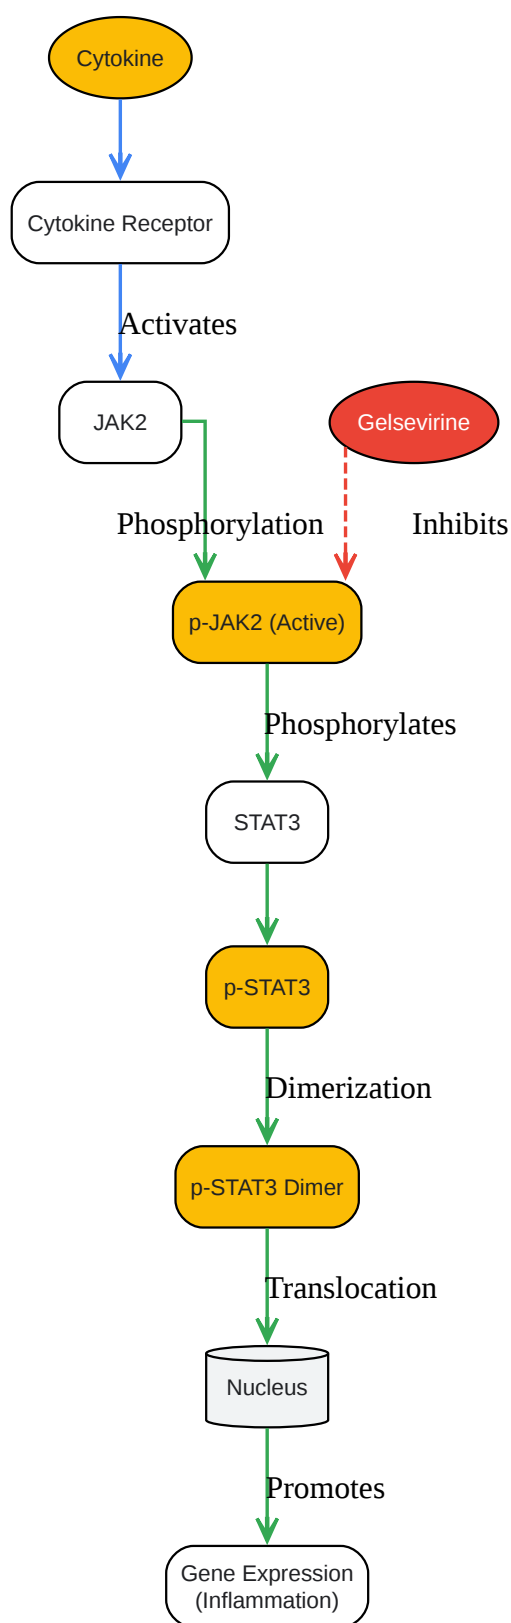 Cytokine
Cytokine Receptor
Activates
JAK2
Gelsevirine
Phosphorylation
Inhibits
p-JAK2 (Active)
Phosphorylates
STAT3
p-STAT3
Dimerization
p-STAT3 Dimer
Translocation
Nucleus
Promotes
Gene Expression
(Inflammation)